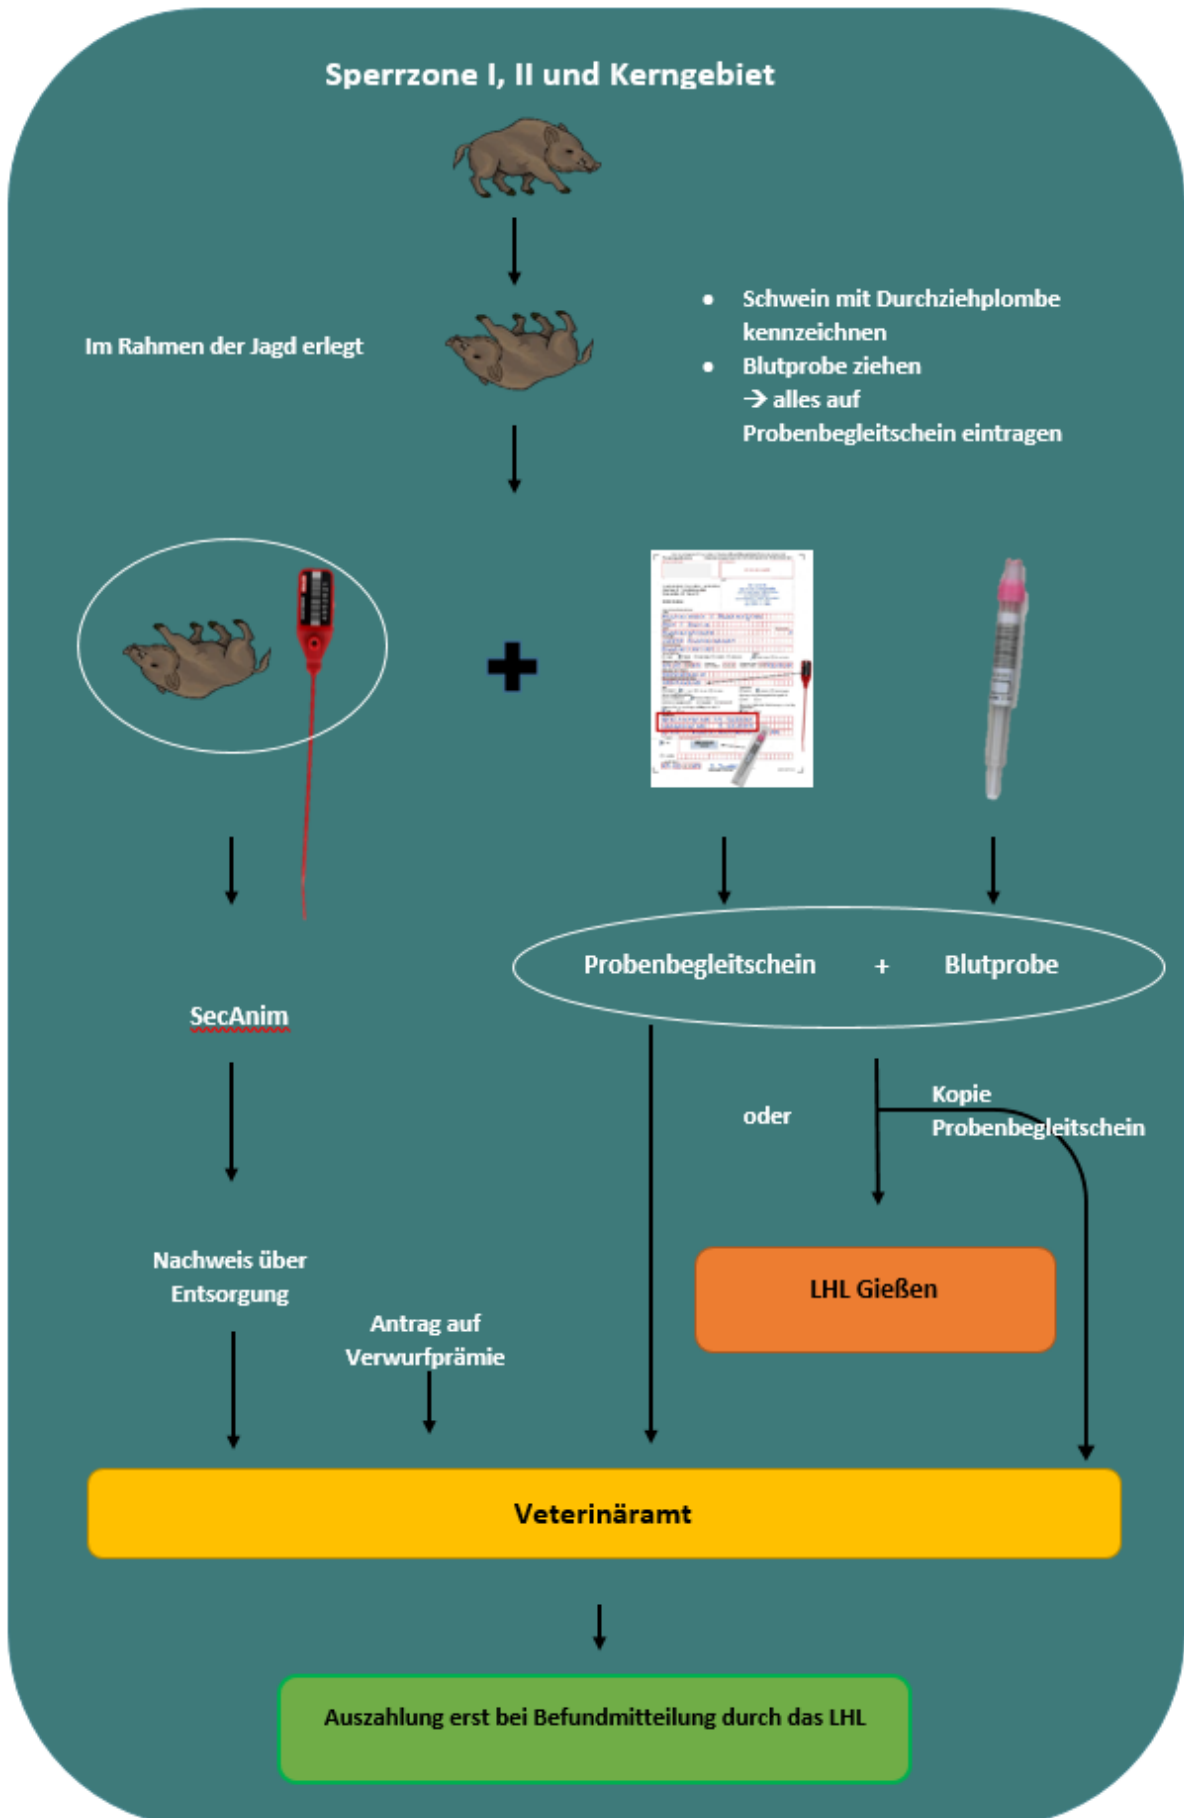 Sperrzone I, II und Kerngebiet
Im Rahmen der Jagd erlegt
● Schwein mit Durchziehplombe
kennzeichnen
● Blutprobe ziehen
→ alles auf
Probenbegleitschein eintragen
Probenbegleitschein + Blutprobe
SecAnim
oder
Kopie
Probenbegleitschein
Nachweis über
Entsorgung
LHL Gießen
Antrag auf
Verwurfprämie
Veterinäramt
Auszahlung erst bei Befundmitteilung durch das LHL